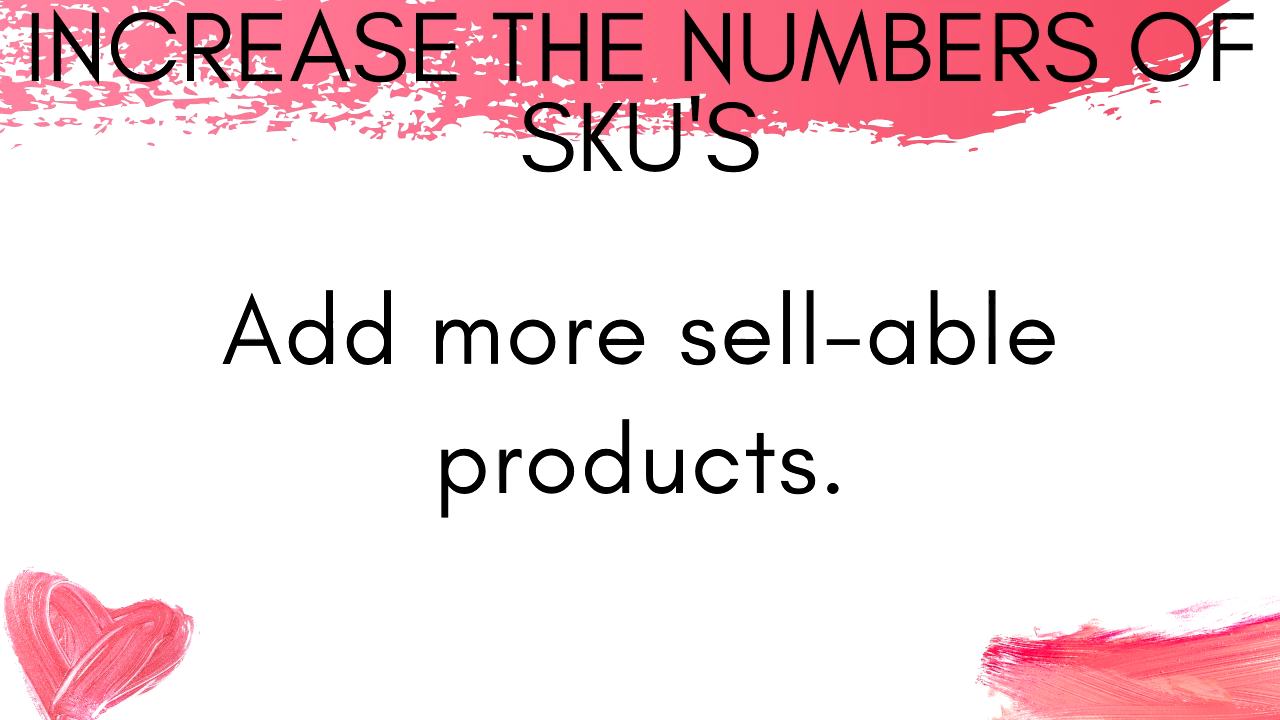 INCREASE THE NUMBERS OF
SKU'S
Add more sell-able
products.